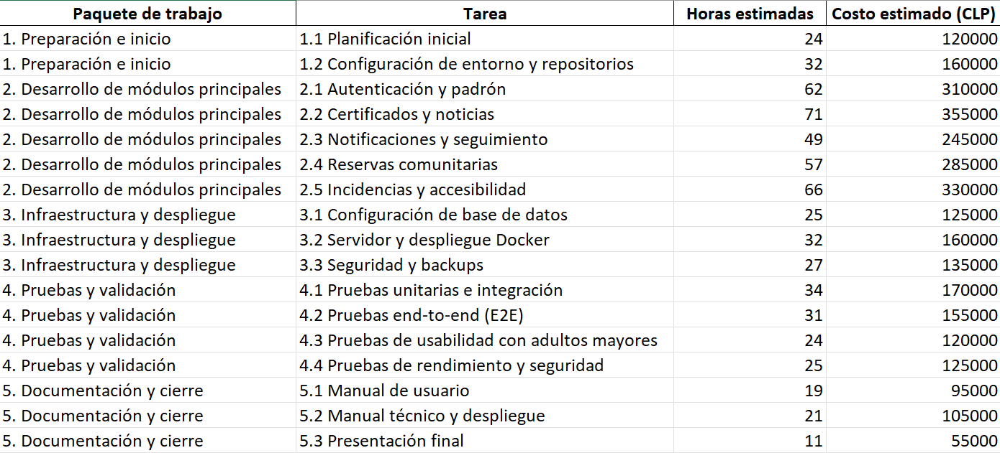 Paquete de trabajo Tarea Horas estimadas Costo estimado (CLP)
1. Preparación e inicio 1.1 Planificación inicial 24 120000
1. Preparación e inicio 1.2 Configuración de entorno y repositorios 32 160000
2. Desarrollo de módulos principales 2.1 Autenticación y padrón 62 310000
2. Desarrollo de módulos principales 2.2 Certificados y noticias 71 355000
2. Desarrollo de módulos principales 2.3 Notificaciones y seguimiento 49 245000
2. Desarrollo de módulos principales 2.4 Reservas comunitarias 57 285000
2. Desarrollo de módulos principales 2.5 Incidencias y accesibilidad 66 330000
3. Infraestructura y despliegue 3.1 Configuración de base de datos 25 125000
3. Infraestructura y despliegue 3.2 Servidor y despliegue Docker 32 160000
3. Infraestructura y despliegue 3.3 Seguridad y backups 27 135000
4. Pruebas y validación 4.1 Pruebas unitarias e integración 34 170000
4. Pruebas y validación 4.2 Pruebas end-to-end (E2E) 31 155000
4. Pruebas y validación 4.3 Pruebas de usabilidad con adultos mayores 24 120000
4. Pruebas y validación 4.4 Pruebas de rendimiento y seguridad 25 125000
5. Documentación y cierre 5.1 Manual de usuario 19 95000
5. Documentación y cierre 5.2 Manual técnico y despliegue 21 105000
5. Documentación y cierre 5.3 Presentación final 11 55000